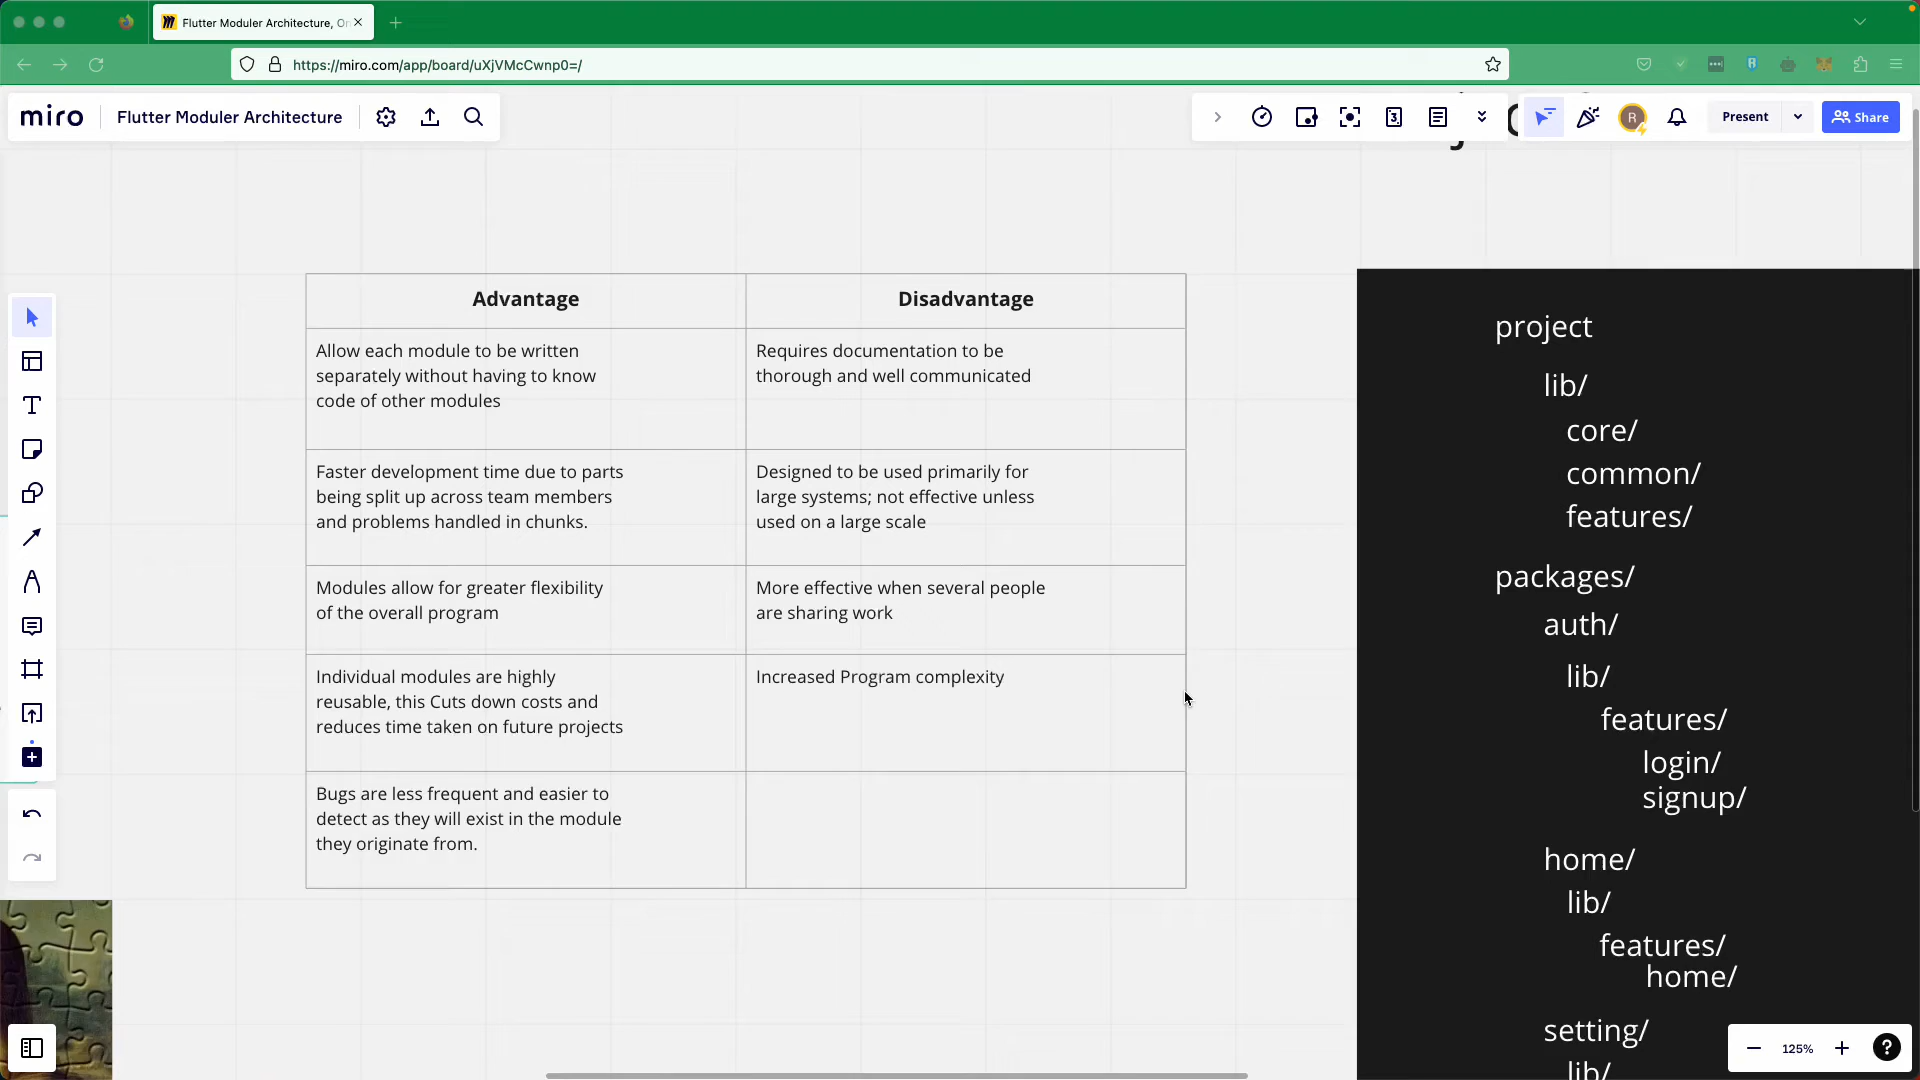 Flutter Moduler Architecture, On
https://miro.com/app/board/uXjVMcCwnp0=/
miro
Flutter Moduler Architecture
R
Present
Share
Advantage
Disadvantage
Allow each module to be written
separately without having to know
code of other modules
Requires documentation to be
thorough and well communicated
Faster development time due to parts
being split up across team members
and problems handled in chunks.
Designed to be used primarily for
large systems; not effective unless
used on a large scale
Modules allow for greater flexibility
of the overall program
More effective when several people
are sharing work
Individual modules are highly
reusable, this Cuts down costs and
reduces time taken on future projects
Increased Program complexity
Bugs are less frequent and easier to
detect as they will exist in the module
they originate from.
project
lib/
core/
common/
features/
packages/
auth/
lib/
features/
login/
signup/
home/
lib/
features/
home/
setting/
lib/
125%